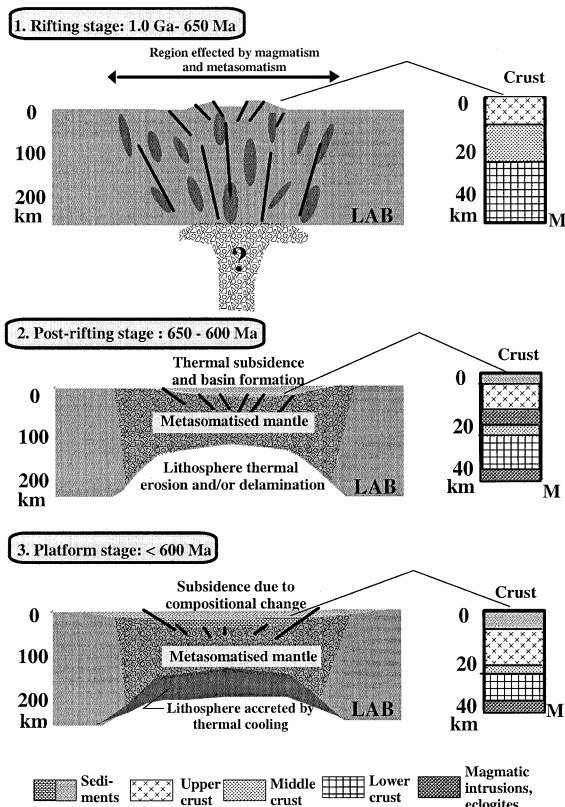 1. Rifting stage: 1.0 Ga- 650 Ma
Region effected by magmatism
and metasomatism
Crust
0
100
200
km
LAB
?
0
20
40
km
M
2. Post-rifting stage : 650 - 600 Ma
Thermal subsidence
and basin formation
Crust
0
100
200
km
Metasomatised mantle
Lithosphere thermal
erosion and/or delamination
LAB
0
20
40
km
M
3. Platform stage: < 600 Ma
Subsidence due to
compositional change
Crust
0
100
200
km
Metasomatised mantle
Lithosphere accreted by
thermal cooling
LAB
0
20
40
km
M
Sedi-
ments
Upper
crust
Middle
crust
Lower
crust
Magmatic
intrusions,
eclogites